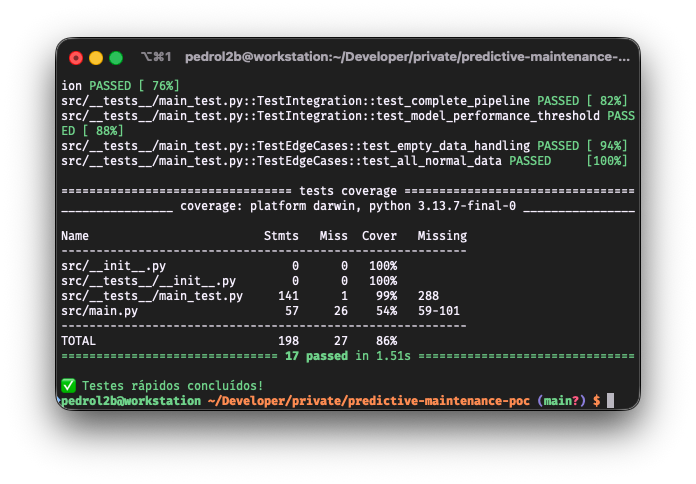 ⌥⌘1 pedrol2b@workstation:~/Developer/private/predictive-maintenance-...
ion PASSED [ 76%]
src/__tests__/main_test.py::TestIntegration::test_complete_pipeline PASSED [ 82%]
src/__tests__/main_test.py::TestIntegration::test_model_performance_threshold PASS
ED [ 88%]
src/__tests__/main_test.py::TestEdgeCases::test_empty_data_handling PASSED [ 94%]
src/__tests__/main_test.py::TestEdgeCases::test_all_normal_data PASSED     [100%]

================================ tests coverage ================================
_______________ coverage: platform darwin, python 3.13.7-final-0 _______________

Name                         Stmts   Miss  Cover   Missing
----------------------------------------------------------
src/__init__.py                  0      0   100%
src/__tests__/__init__.py        0      0   100%
src/__tests__/main_test.py     141      1    99%   288
src/main.py                     57     26    54%   59-101
----------------------------------------------------------
TOTAL                          198     27    86%
============================== 17 passed in 1.51s ==============================

✅ Testes rápidos concluídos!
pedrol2b@workstation ~/Developer/private/predictive-maintenance-poc (main?) $